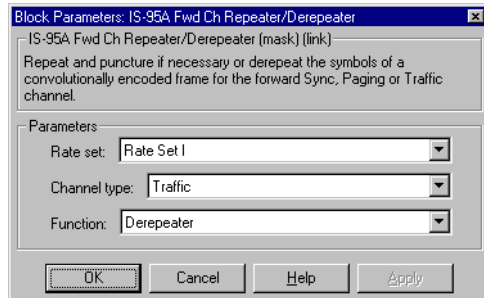 Block Parameters: IS-95A Fwd Ch Repeater/Derepeater
IS-95A Fwd Ch Repeater/Derepeater (mask) (link)
Repeat and puncture if necessary or derepeat the symbols of a
convolutionally encoded frame for the forward Sync, Paging or Traffic
channel.
Parameters
Rate set: Rate Set I
Channel type: Traffic
Function: Derepeater
OK Cancel Help Apply